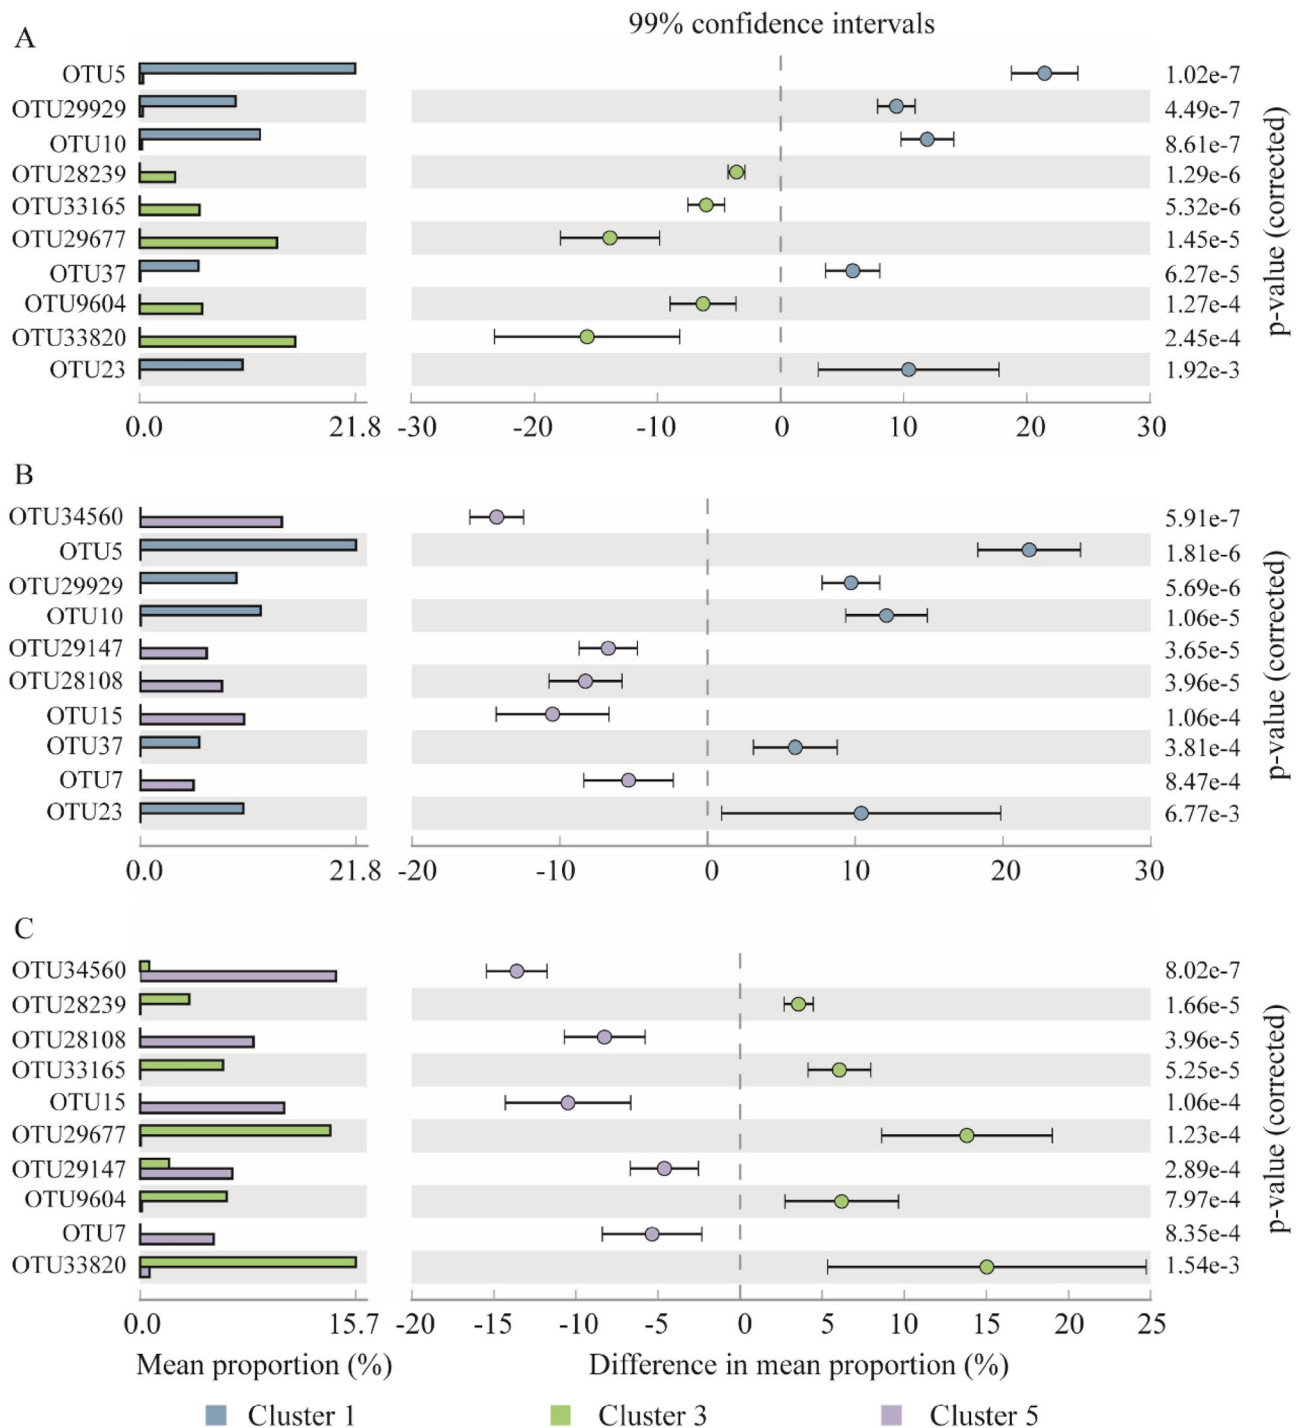 99% confidence intervals
A
OTU5 1.02e-7
OTU29929 4.49e-7
OTU10 8.61e-7
OTU28239 1.29e-6
OTU33165 5.32e-6
OTU29677 1.45e-5
OTU37 6.27e-5
OTU9604 1.27e-4
OTU33820 2.45e-4
OTU23 1.92e-3
p-value (corrected)
0.0 21.8 -30 -20 -10 0 10 20 30
B
OTU34560 5.91e-7
OTU5 1.81e-6
OTU29929 5.69e-6
OTU10 1.06e-5
OTU29147 3.65e-5
OTU28108 3.96e-5
OTU15 1.06e-4
OTU37 3.81e-4
OTU7 8.47e-4
OTU23 6.77e-3
p-value (corrected)
0.0 21.8 -20 -10 0 10 20 30
C
OTU34560 8.02e-7
OTU28239 1.66e-5
OTU28108 3.96e-5
OTU33165 5.25e-5
OTU15 1.06e-4
OTU29677 1.23e-4
OTU29147 2.89e-4
OTU9604 7.97e-4
OTU7 8.35e-4
OTU33820 1.54e-3
p-value (corrected)
0.0 15.7 -20 -15 -10 -5 0 5 10 15 20 25
Mean proportion (%) Difference in mean proportion (%)
Cluster 1 Cluster 3 Cluster 5